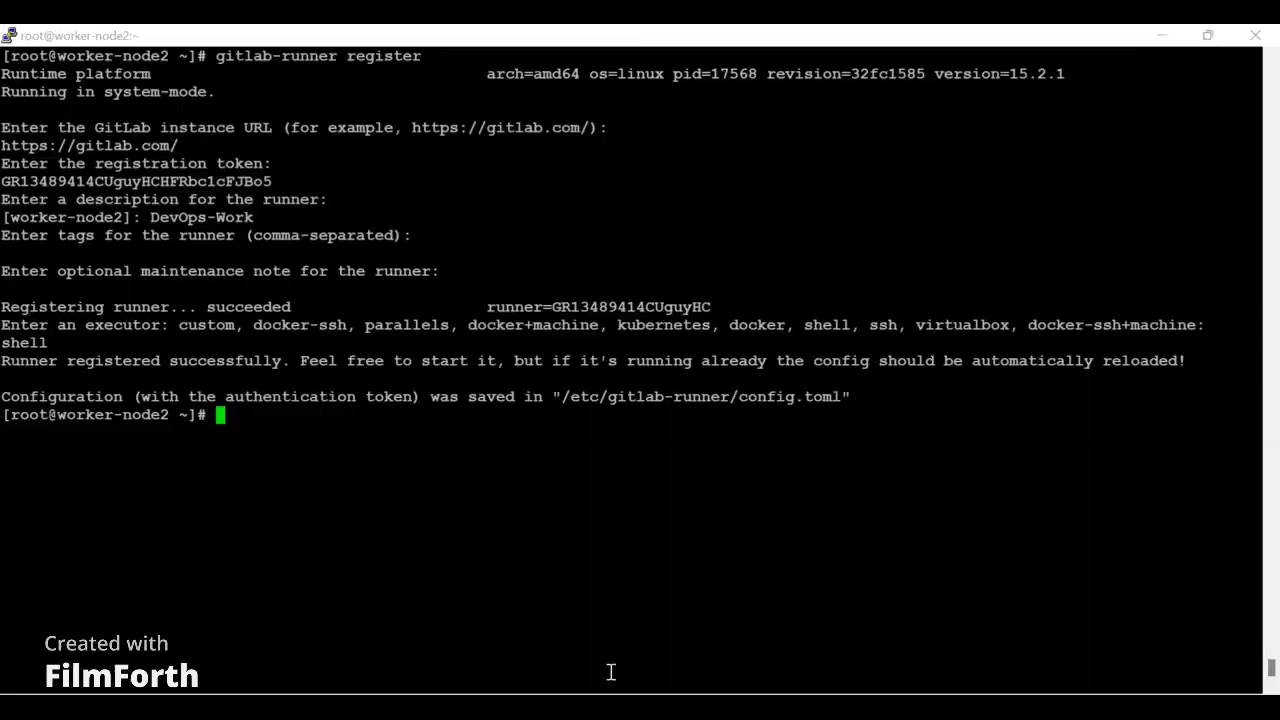 root@worker-node2:~
[root@worker-node2 ~]# gitlab-runner register
Runtime platform arch=amd64 os=linux pid=17568 revision=32fc1585 version=15.2.1
Running in system-mode.
Enter the GitLab instance URL (for example, https://gitlab.com/):
https://gitlab.com/
Enter the registration token:
GR13489414CUguyHCHFRbc1cFJBo5
Enter a description for the runner:
[worker-node2]: DevOps-Work
Enter tags for the runner (comma-separated):
Enter optional maintenance note for the runner:
Registering runner... succeeded runner=GR13489414CUguyHC
Enter an executor: custom, docker-ssh, parallels, docker+machine, kubernetes, docker, shell, ssh, virtualbox, docker-ssh+machine:
shell
Runner registered successfully. Feel free to start it, but if it's running already the config should be automatically reloaded!
Configuration (with the authentication token) was saved in "/etc/gitlab-runner/config.toml"
[root@worker-node2 ~]#
Created with
FilmForth